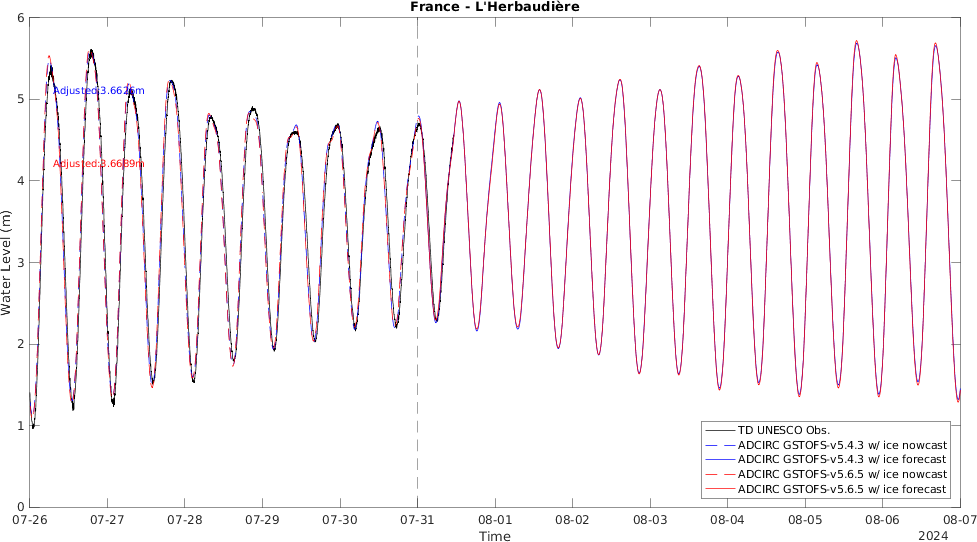 France - L'Herbaudière
6
5
4
3
2
1
0
Water Level (m)
Adjusted:3.6625m
Adjusted:3.6689m
TD UNESCO Obs.
ADCIRC GSTOFS-v5.4.3 w/ ice nowcast
ADCIRC GSTOFS-v5.4.3 w/ ice forecast
ADCIRC GSTOFS-v5.6.5 w/ ice nowcast
ADCIRC GSTOFS-v5.6.5 w/ ice forecast
07-26 07-27 07-28 07-29 07-30 07-31 08-01 08-02 08-03 08-04 08-05 08-06 08-07
Time
2024